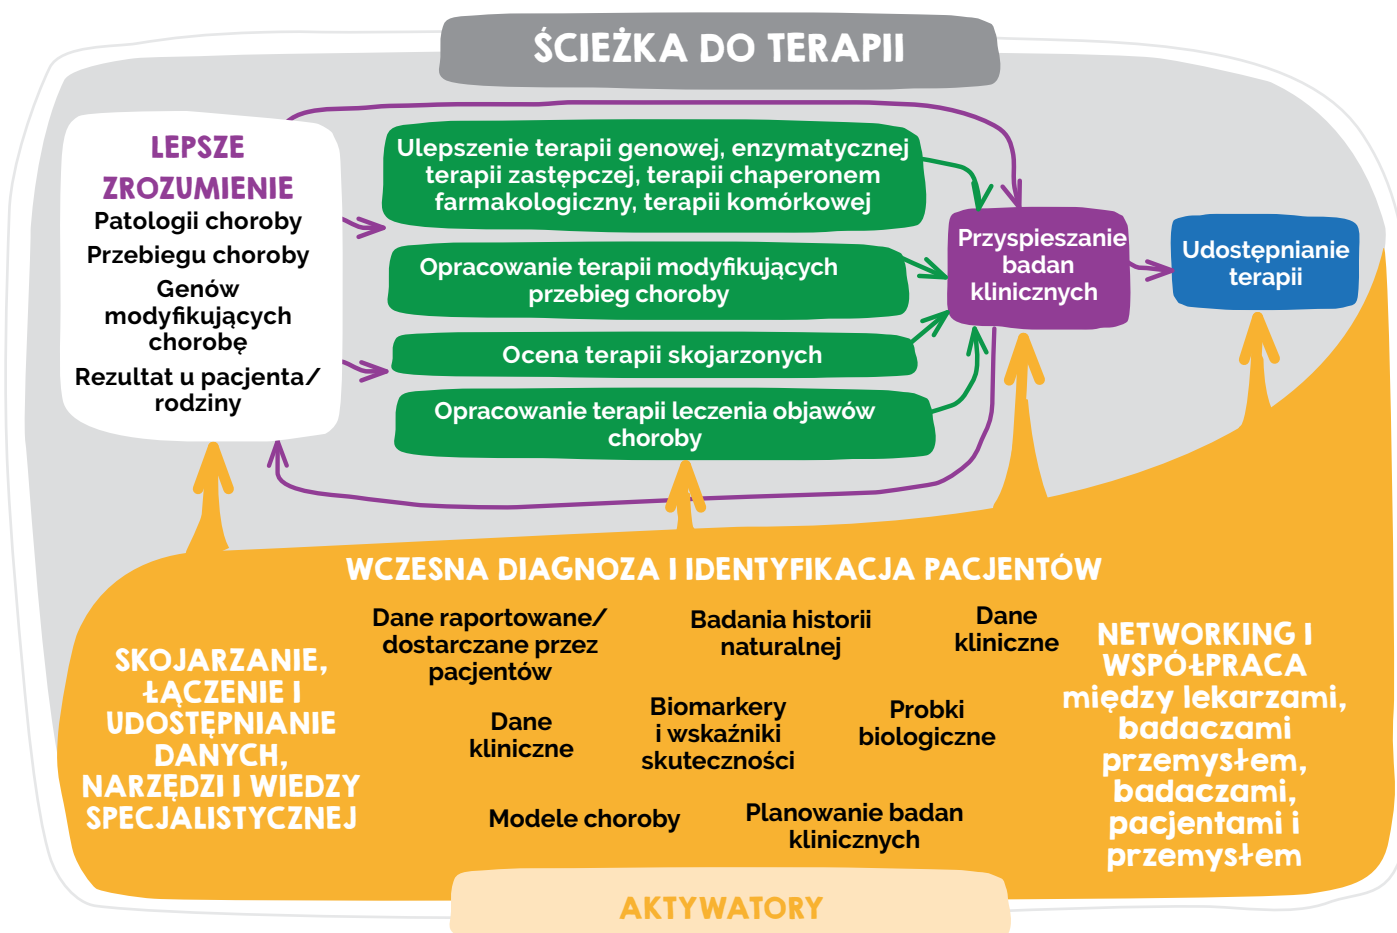 ŚCIEŻKA DO TERAPII
LEPSZE
ZROZUMIENIE
Patologii choroby
Przebiegu choroby
Genów
modyfikujących
chorobę
Rezultat u pacjenta/
rodziny
Ulepszenie terapii genowej, enzymatycznej
terapii zastępczej, terapii chaperonem
farmakologiczny, terapii komórkowej
Opracowanie terapii modyfikujących
przebieg choroby
Ocena terapii skojarzonych
Opracowanie terapii leczenia objawów
choroby
Przyspieszanie
badan
klinicznych
Udostępnianie
terapii
WCZESNA DIAGNOZA I IDENTYFIKACJA PACJENTÓW
SKOJARZANIE,
ŁĄCZENIE I
UDOSTĘPNIANIE
DANYCH,
NARZĘDZI I WIEDZY
SPECJALISTYCZNEJ
Dane raportowane/
dostarczane przez
pacjentów
Badania historii
naturalnej
Dane
kliniczne
Dane
kliniczne
Biomarkery
i wskaźniki
skuteczności
Probki
biologiczne
Modele choroby
Planowanie badan
klinicznych
NETWORKING I
WSPÓŁPRACA
między lekarzami,
badaczami
przemysłem,
badaczami,
pacjentami i
przemysłem
AKTYWATORY